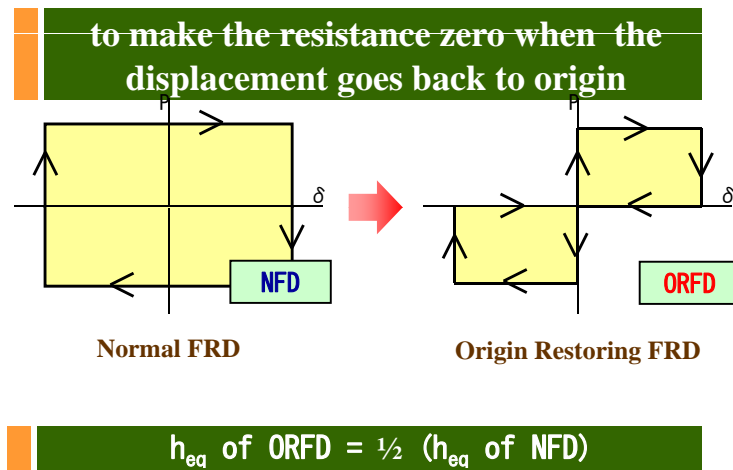 to make the resistance zero when the
displacement goes back to origin
P
δ
NFD
Normal FRD
P
δ
ORFD
Origin Restoring FRD
heq of ORFD = ½ (heq of NFD)